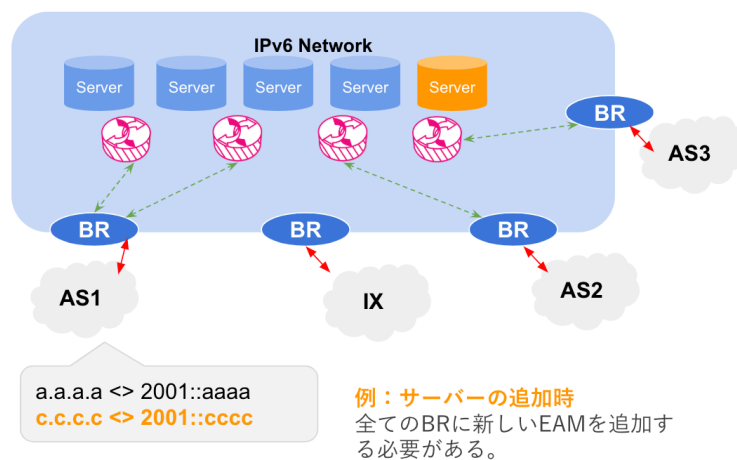 IPv6 Network
Server Server Server Server Server
BR
AS3
BR BR BR
AS1 IX AS2
a.a.a.a <> 2001::aaaa
c.c.c.c <> 2001::cccc
例：サーバーの追加時
全てのBRに新しいEAMを追加す
る必要がある。